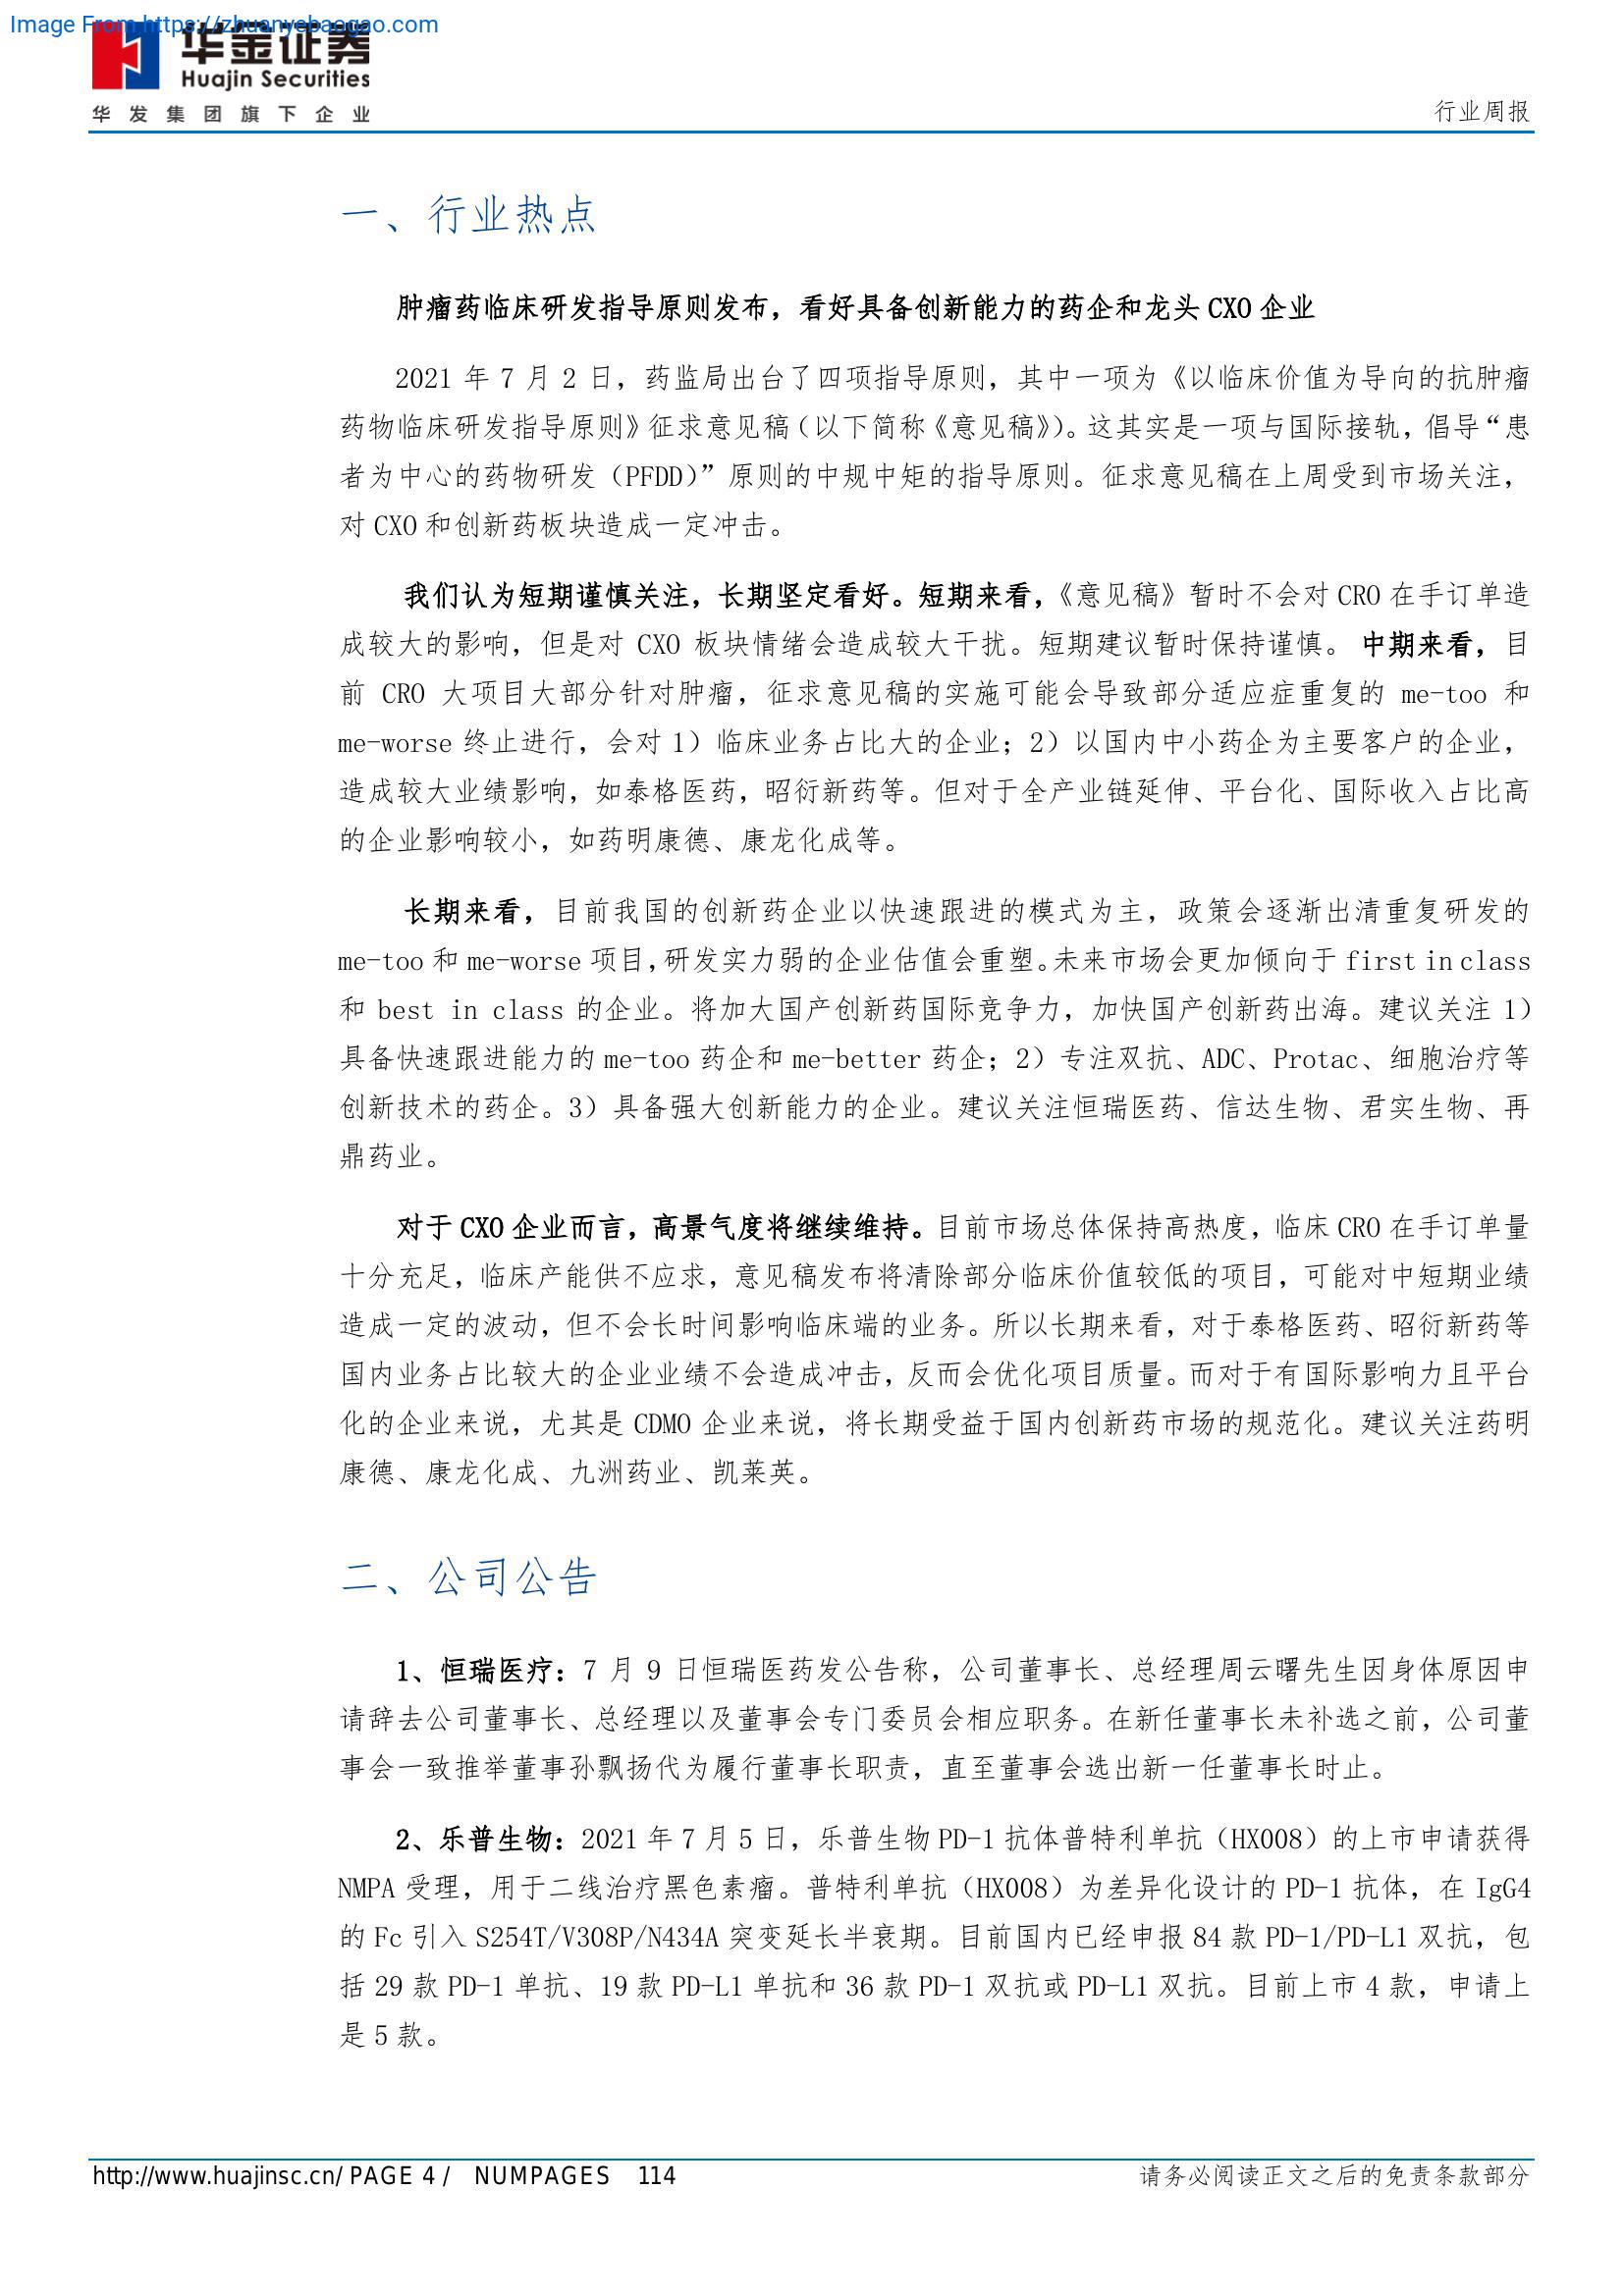 Image From https://zhuanyebaogao.com
华金证券
Huajin Securities
华发集团旗下企业
行业周报
一、行业热点
肿瘤药临床研发指导原则发布，看好具备创新能力的药企和龙头 CXO 企业
2021 年 7 月 2 日，药监局出台了四项指导原则，其中一项为《以临床价值为导向的抗肿瘤
药物临床研发指导原则》征求意见稿（以下简称《意见稿》）。这其实是一项与国际接轨，倡导“患
者为中心的药物研发（PFDD）”原则的中规中矩的指导原则。征求意见稿在上周受到市场关注，
对 CXO 和创新药板块造成一定冲击。
我们认为短期谨慎关注，长期坚定看好。短期来看，《意见稿》暂时不会对 CRO 在手订单造
成较大的影响，但是对 CXO 板块情绪会造成较大干扰。短期建议暂时保持谨慎。 中期来看，目
前 CRO 大项目大部分针对肿瘤，征求意见稿的实施可能会导致部分适应症重复的 me-too 和
me-worse 终止进行，会对 1）临床业务占比大的企业；2）以国内中小药企为主要客户的企业，
造成较大业绩影响，如泰格医药，昭衍新药等。但对于全产业链延伸、平台化、国际收入占比高
的企业影响较小，如药明康德、康龙化成等。
长期来看，目前我国的创新药企业以快速跟进的模式为主，政策会逐渐出清重复研发的
me-too 和 me-worse 项目，研发实力弱的企业估值会重塑。未来市场会更加倾向于 first in class
和 best in class 的企业。将加大国产创新药国际竞争力，加快国产创新药出海。建议关注 1）
具备快速跟进能力的 me-too 药企和 me-better 药企；2）专注双抗、ADC、Protac、细胞治疗等
创新技术的药企。3）具备强大创新能力的企业。建议关注恒瑞医药、信达生物、君实生物、再
鼎药业。
对于 CXO 企业而言，高景气度将继续维持。目前市场总体保持高热度，临床 CRO 在手订单量
十分充足，临床产能供不应求，意见稿发布将清除部分临床价值较低的项目，可能对中短期业绩
造成一定的波动，但不会长时间影响临床端的业务。所以长期来看，对于泰格医药、昭衍新药等
国内业务占比较大的企业业绩不会造成冲击，反而会优化项目质量。而对于有国际影响力且平台
化的企业来说，尤其是 CDMO 企业来说，将长期受益于国内创新药市场的规范化。建议关注药明
康德、康龙化成、九洲药业、凯莱英。
二、公司公告
1、恒瑞医疗：7 月 9 日恒瑞医药发公告称，公司董事长、总经理周云曙先生因身体原因申
请辞去公司董事长、总经理以及董事会专门委员会相应职务。在新任董事长未补选之前，公司董
事会一致推举董事孙飘扬代为履行董事长职责，直至董事会选出新一任董事长时止。
2、乐普生物：2021 年 7 月 5 日，乐普生物 PD-1 抗体普特利单抗（HX008）的上市申请获得
NMPA 受理，用于二线治疗黑色素瘤。普特利单抗（HX008）为差异化设计的 PD-1 抗体，在 IgG4
的 Fc 引入 S254T/V308P/N434A 突变延长半衰期。目前国内已经申报 84 款 PD-1/PD-L1 双抗，包
括 29 款 PD-1 单抗、19 款 PD-L1 单抗和 36 款 PD-1 双抗或 PD-L1 双抗。目前上市 4 款，申请上
是 5 款。
http://www.huajinsc.cn/ PAGE 4 / NUMPAGES 114
请务必阅读正文之后的免责条款部分